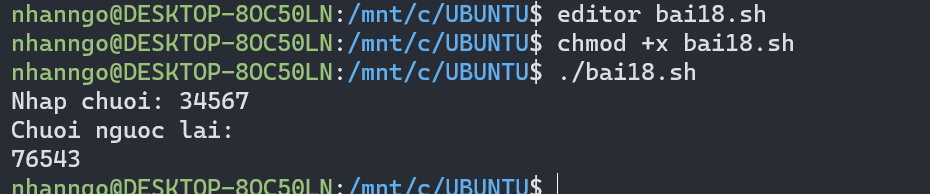 nhanngo@DESKTOP-8OC50LN:/mnt/c/UBUNTU$ editor bai18.sh
nhanngo@DESKTOP-8OC50LN:/mnt/c/UBUNTU$ chmod +x bai18.sh
nhanngo@DESKTOP-8OC50LN:/mnt/c/UBUNTU$ ./bai18.sh
Nhap chuoi: 34567
Chuoi nguoc lai:
76543
nhanngo@DESKTOP-8OC50LN:/mnt/c/UBUNTU$